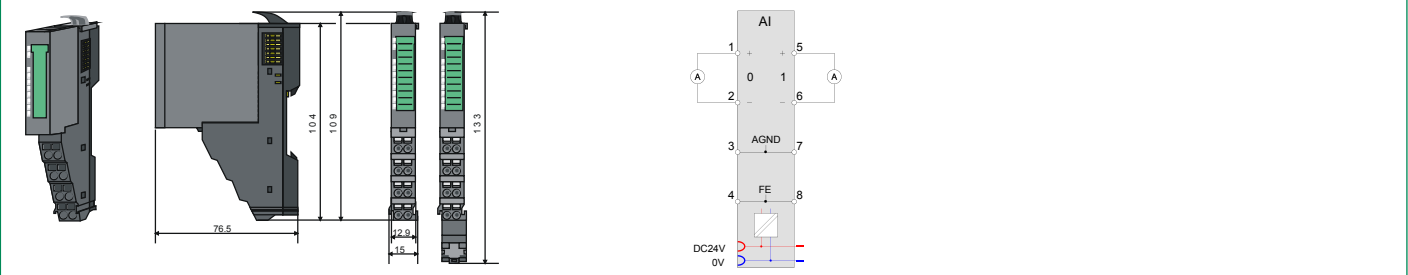 104
109
133
76.5
12.9
15
AI
1 + + 5
A 0 1 A
2 – – 6
AGND
3 7
FE
4 8
DC24V
0V